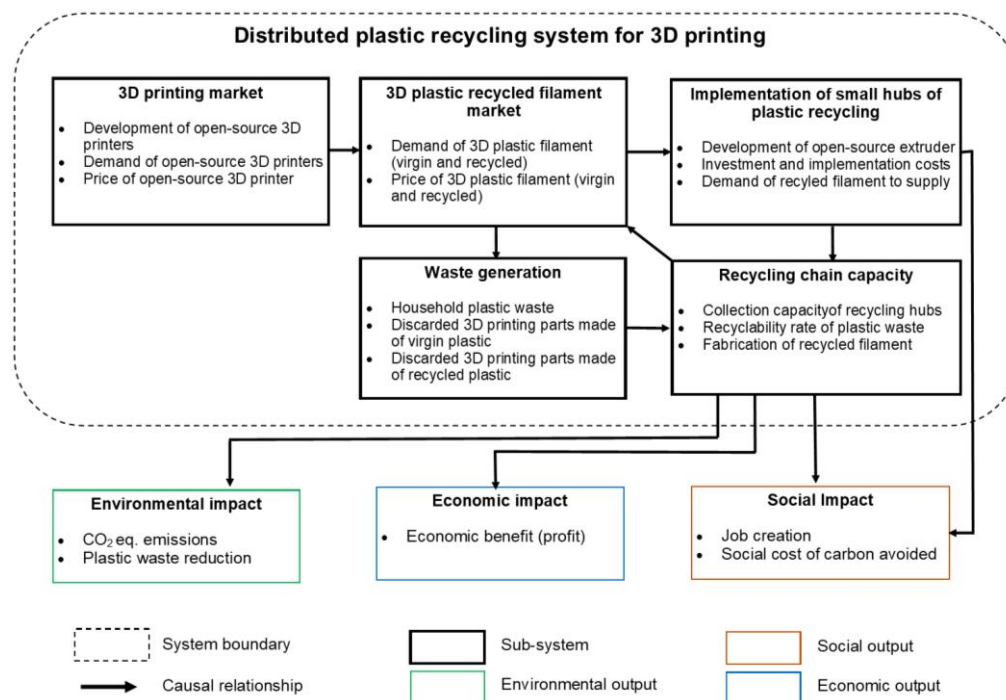 Distributed plastic recycling system for 3D printing
3D printing market
• Development of open-source 3D
printers
• Demand of open-source 3D printers
• Price of open-source 3D printer
3D plastic recycled filament
market
• Demand of 3D plastic filament
(virgin and recycled)
• Price of 3D plastic filament (virgin
and recycled)
Implementation of small hubs of
plastic recycling
• Development of open-source extruder
• Investment and implementation costs
• Demand of recyled filament to supply
Waste generation
• Household plastic waste
• Discarded 3D printing parts made
of virgin plastic
• Discarded 3D printing parts made
of recycled plastic
Recycling chain capacity
• Collection capacityof recycling hubs
• Recyclability rate of plastic waste
• Fabrication of recycled filament
Environmental impact
• CO₂ eq. emissions
• Plastic waste reduction
Economic impact
• Economic benefit (profit)
Social Impact
• Job creation
• Social cost of carbon avoided
System boundary
Sub-system
Social output
Causal relationship
Environmental output
Economic output